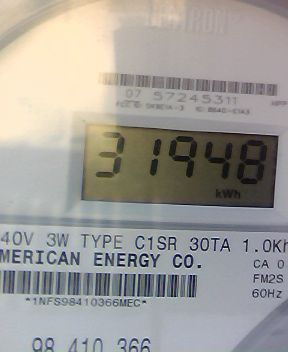 07 57245311
31948
kWh
40V 3W TYPE C1SR 30TA 1.0Kh
MERICAN ENERGY CO.
CA 0
FM2S
*1NFS98410366MEC*
60Hz
98 410 366